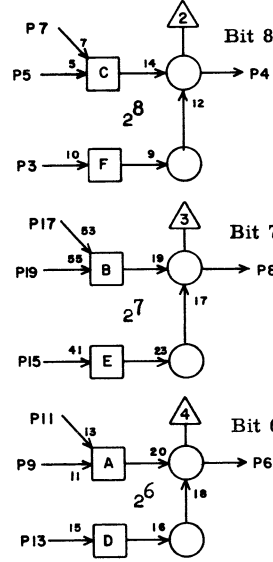 2 Bit 8
P7
7
P5 5 C 14 P4
2^8 12
P3 10 F 9
3 Bit 7
P17
53
P19 55 B 19 P8
2^7 17
P15 41 E 23
4 Bit 6
P11
13
P9 11 A 20 P6
2^6 18
P13 15 D 16